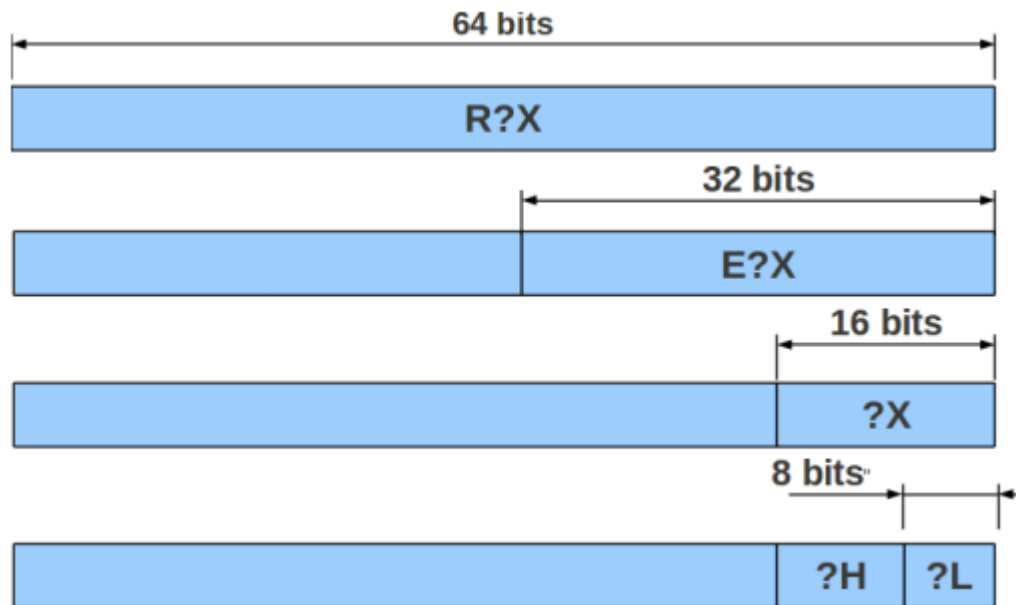 64 bits
R?X
32 bits
E?X
16 bits
?X
8 bits"
?H ?L